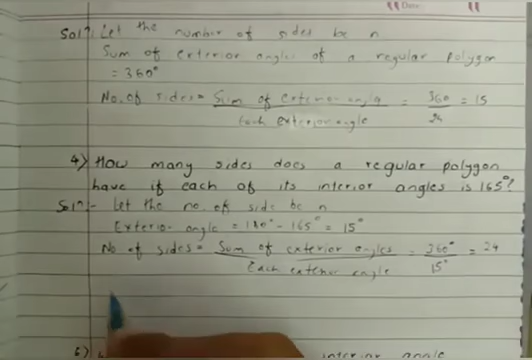 Date
Sol?:- Let the number of sides be n
Sum of exterior angles of a regular polygon
= 360°
No. of sides = Sum of exterior angle / Each exterior angle = 360 / 24 = 15
4) How many sides does a regular polygon
have if each of its interior angles is 165°?
Sol?:- Let the no. of side be n
Exterior angle = 180° - 165° = 15°
No of sides = Sum of exterior angles / Each exterior angle = 360° / 15° = 24
5) interior angle